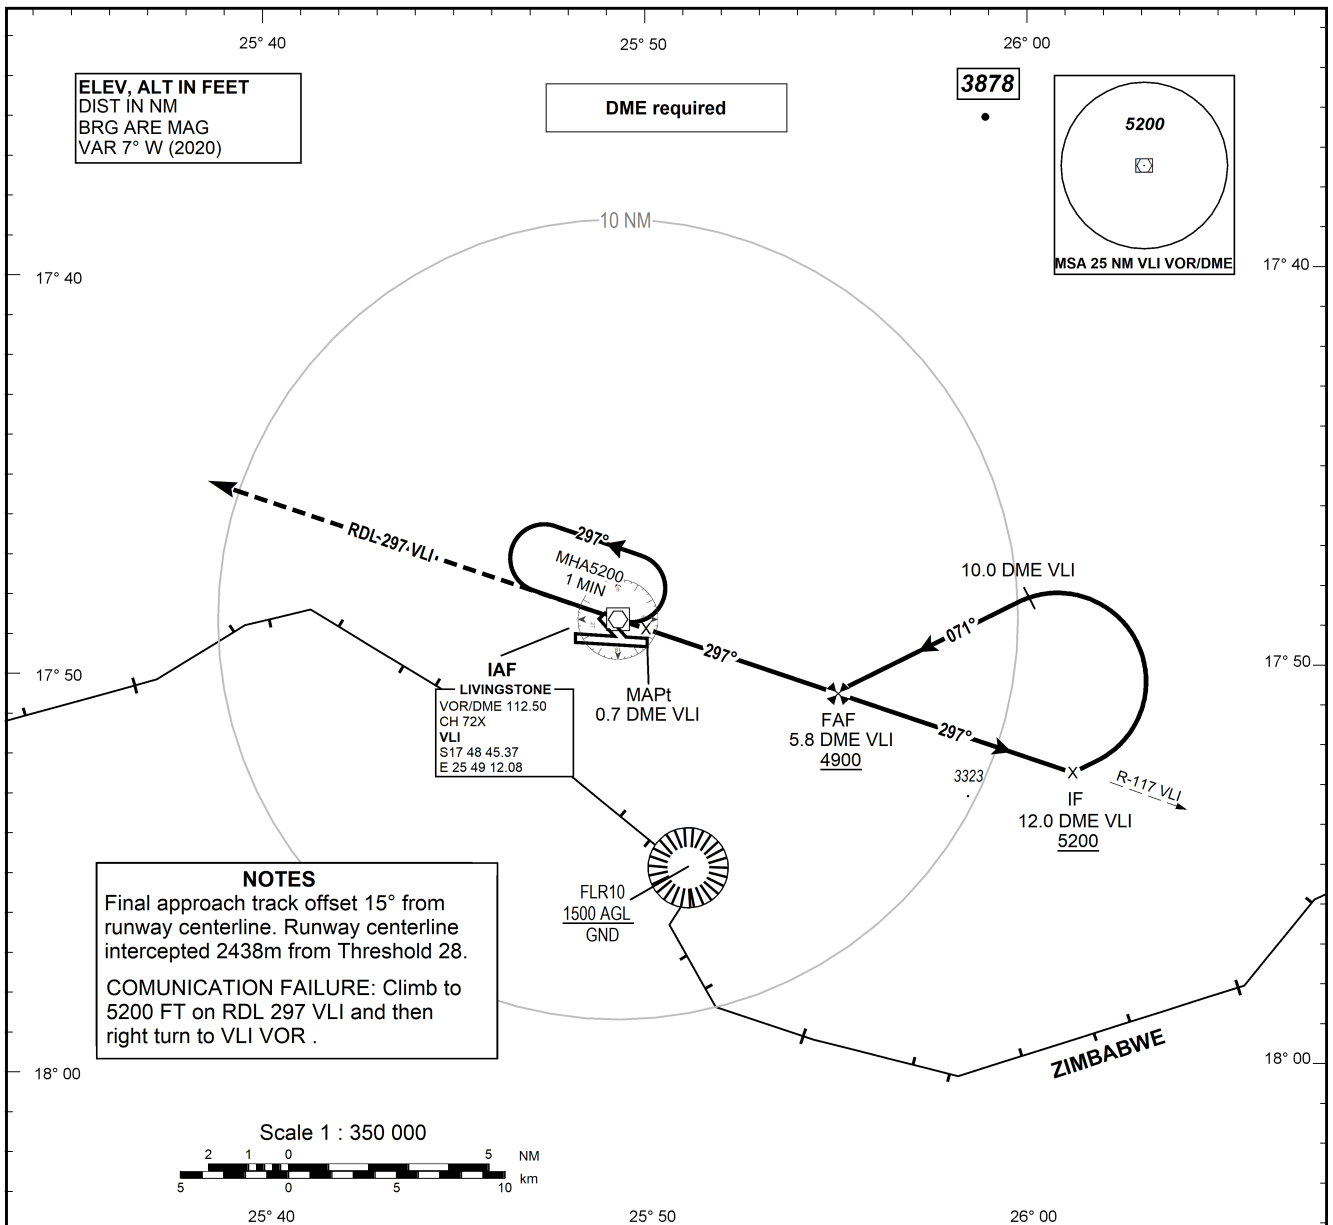 25° 40
25° 50
26° 00
ELEV, ALT IN FEET
DIST IN NM
BRG ARE MAG
VAR 7° W (2020)
DME required
3878
5200
MSA 25 NM VLI VOR/DME
10 NM
17° 40
17° 40
RDL-297 VLI
297°
MHA5200
1 MIN
10.0 DME VLI
071°
297°
IAF
LIVINGSTONE
VOR/DME 112.50
CH 72X
VLI
S17 48 45.37
E 25 49 12.08
MAPt
0.7 DME VLI
FAF
5.8 DME VLI
4900
297°
3323
R-117 VLI
IF
12.0 DME VLI
5200
17° 50
17° 50
FLR10
1500 AGL
GND
NOTES
Final approach track offset 15° from
runway centerline. Runway centerline
intercepted 2438m from Threshold 28.
COMUNICATION FAILURE: Climb to
5200 FT on RDL 297 VLI and then
right turn to VLI VOR .
ZIMBABWE
18° 00
18° 00
Scale 1 : 350 000
2 1 0 5 NM
5 0 5 10 km
25° 40
25° 50
26° 00